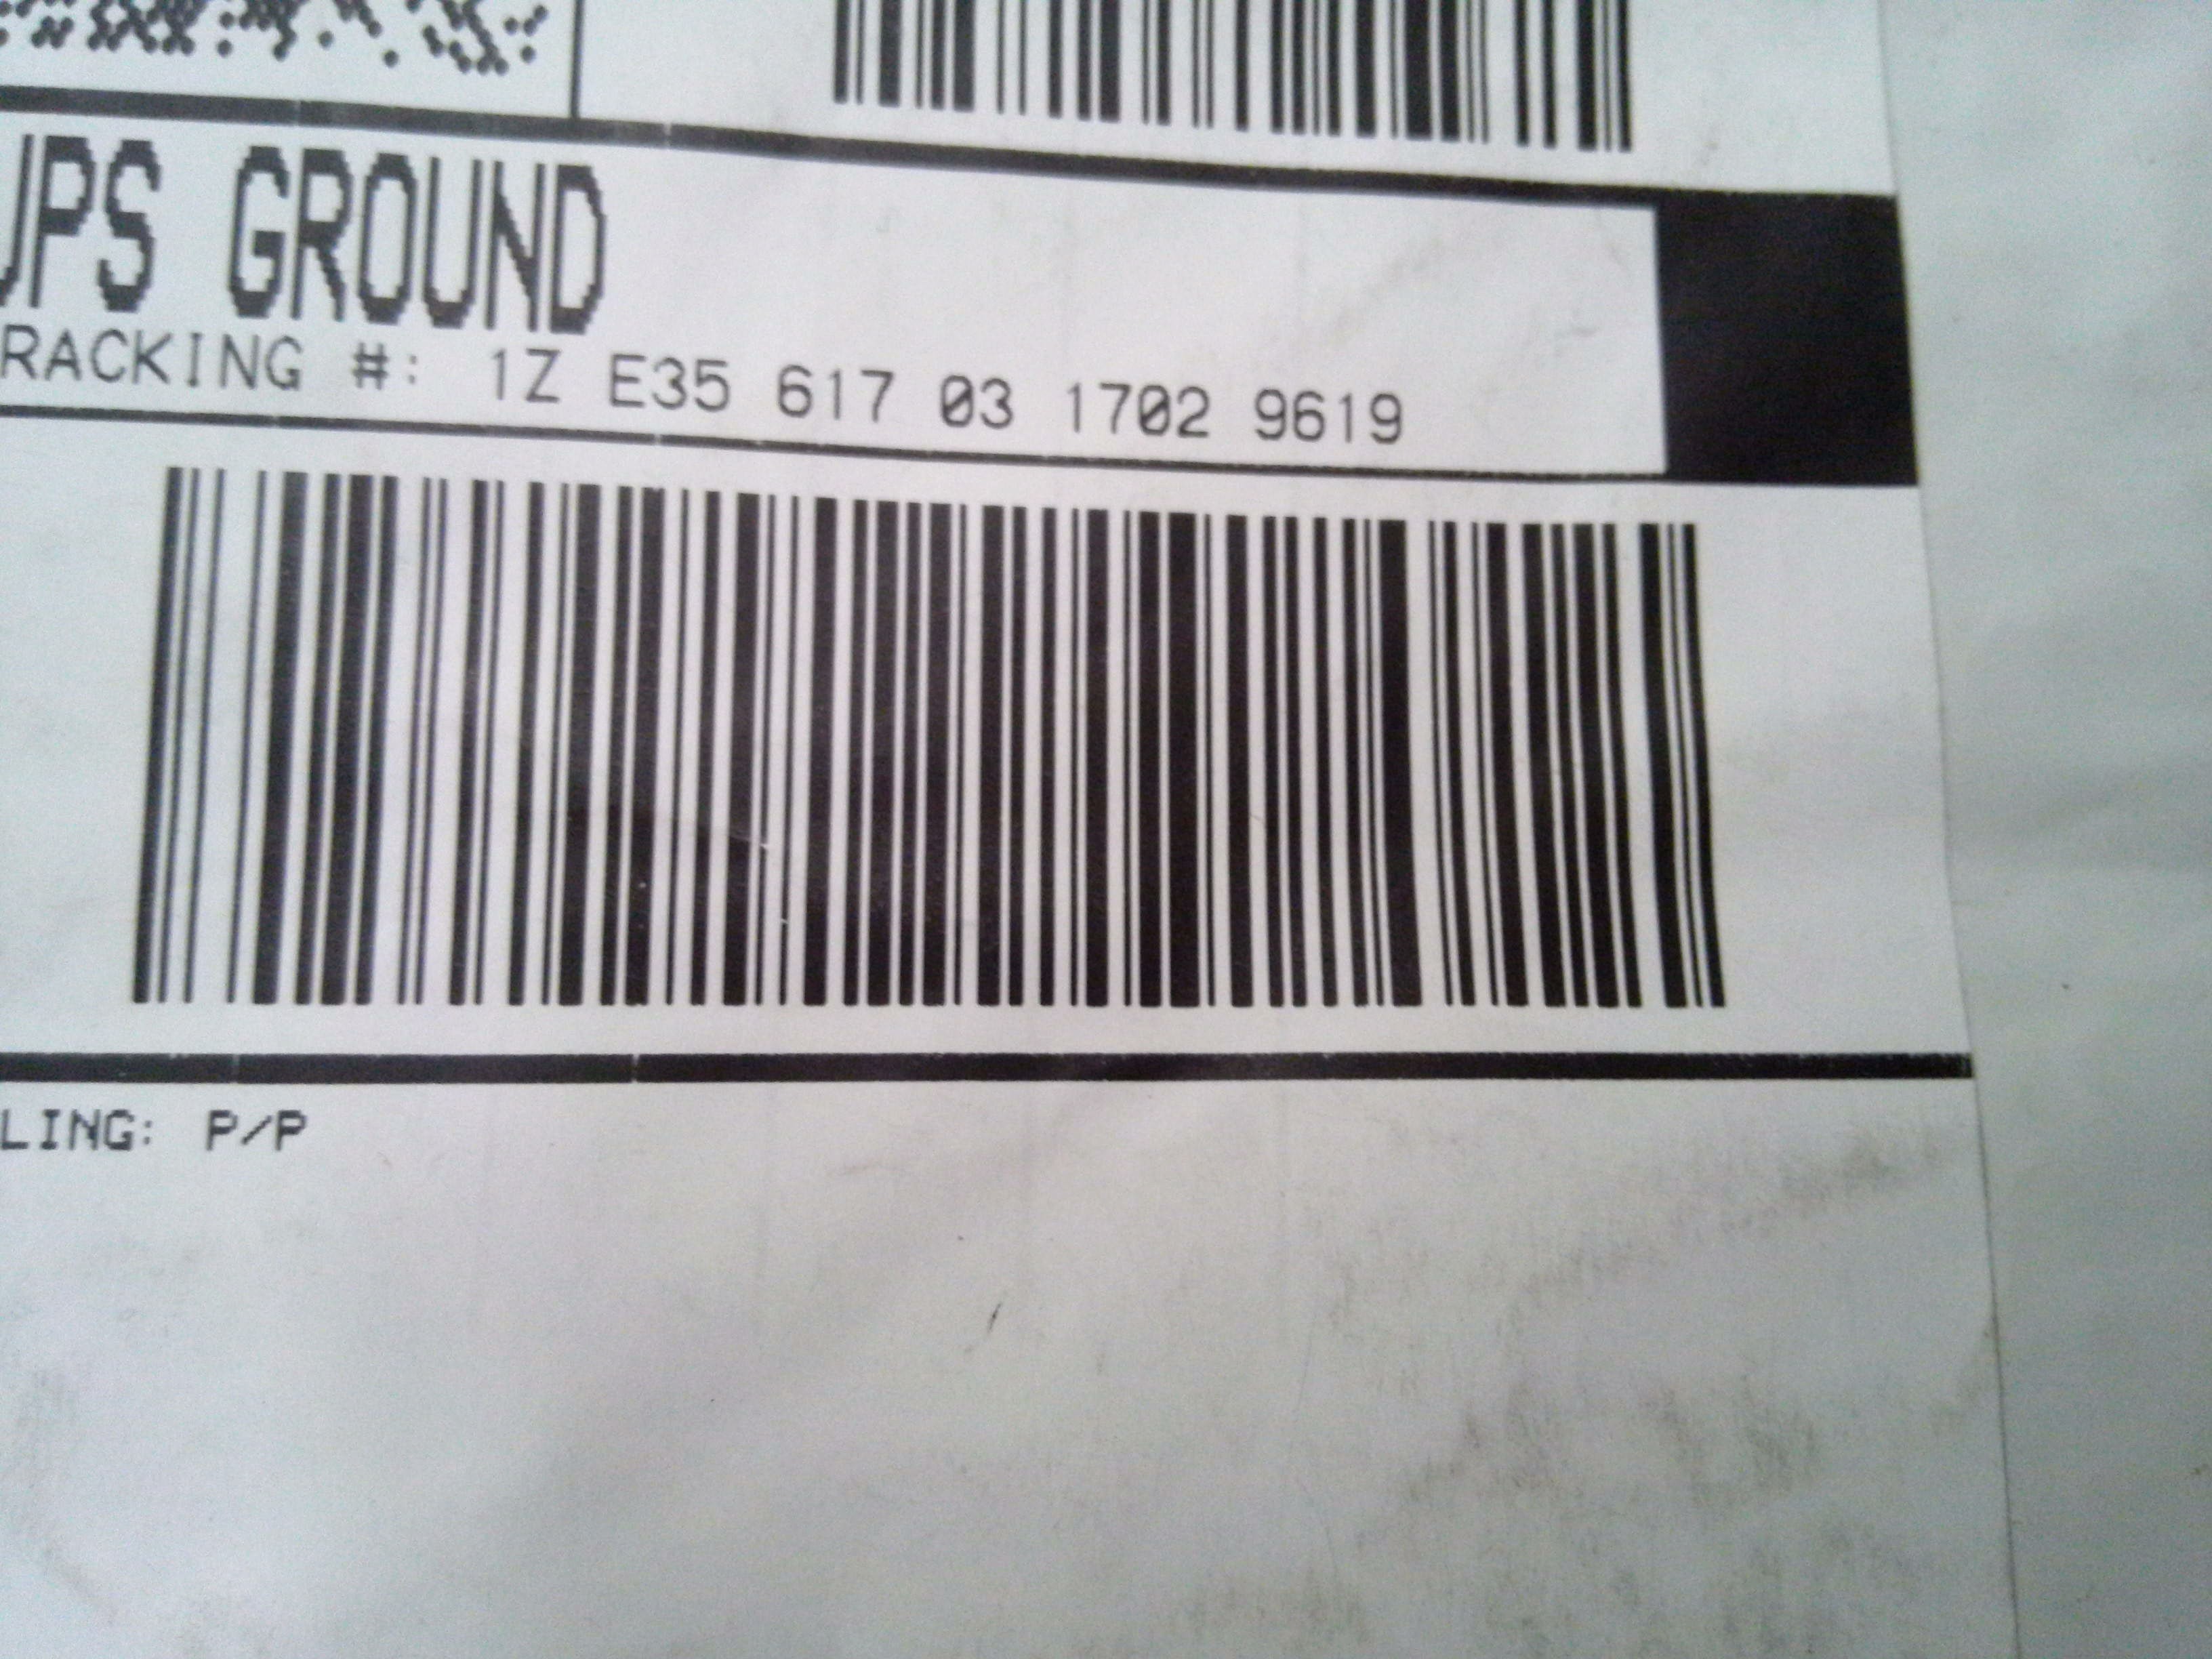 UPS GROUND
RACKING #: 1Z E35 617 03 1702 9619
LING: P/P